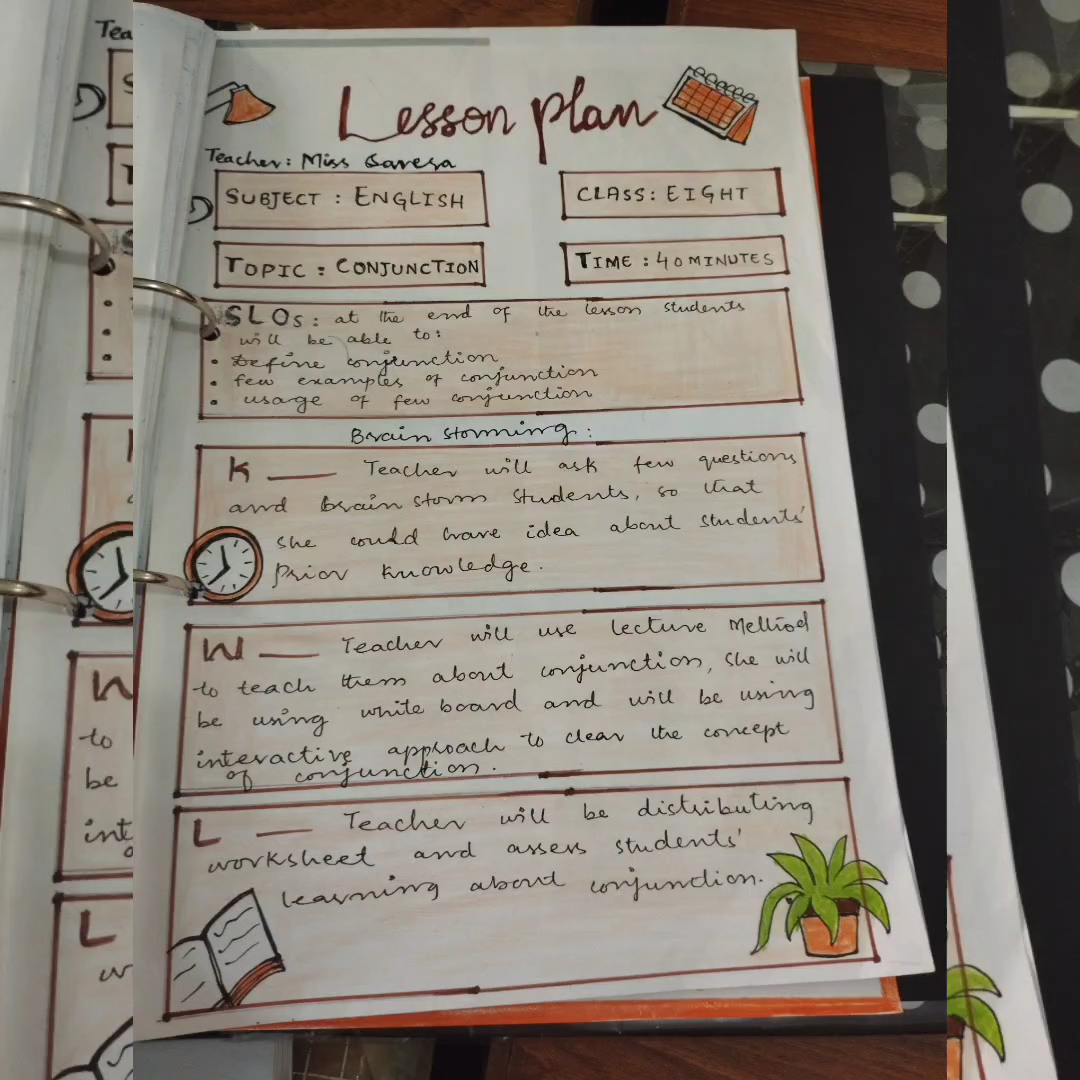 Lesson plan
Teacher: Miss Garesa
SUBJECT : ENGLISH
CLASS: EIGHT
TOPIC : CONJUNCTION
TIME : 40 MINUTES
SLOs: at the end of the lesson students
will be able to:
• Define conjunction
• few examples of conjunction
• usage of few conjunction
Brain storming :
K — Teacher will ask few questions
and brain storm students, so that
she could have idea about students'
prior knowledge.
W — Teacher will use lecture Method
to teach them about conjunction, she will
be using white board and will be using
interactive approach to clear the concept
of conjunction.
L — Teacher will be distributing
worksheet and assess students'
learning about conjunction.